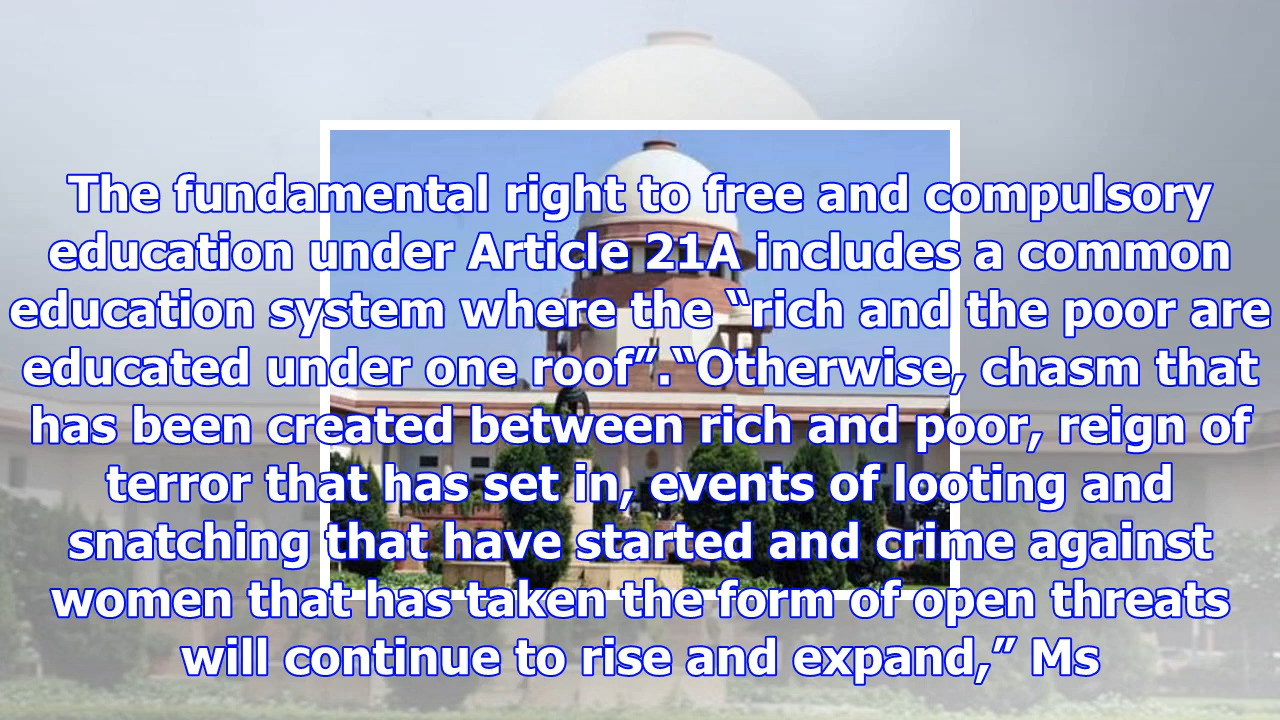 The fundamental right to free and compulsory
education under Article 21A includes a common
education system where the “rich and the poor are
educated under one roof”.“Otherwise, chasm that
has been created between rich and poor, reign of
terror that has set in, events of looting and
snatching that have started and crime against
women that has taken the form of open threats
will continue to rise and expand,” Ms